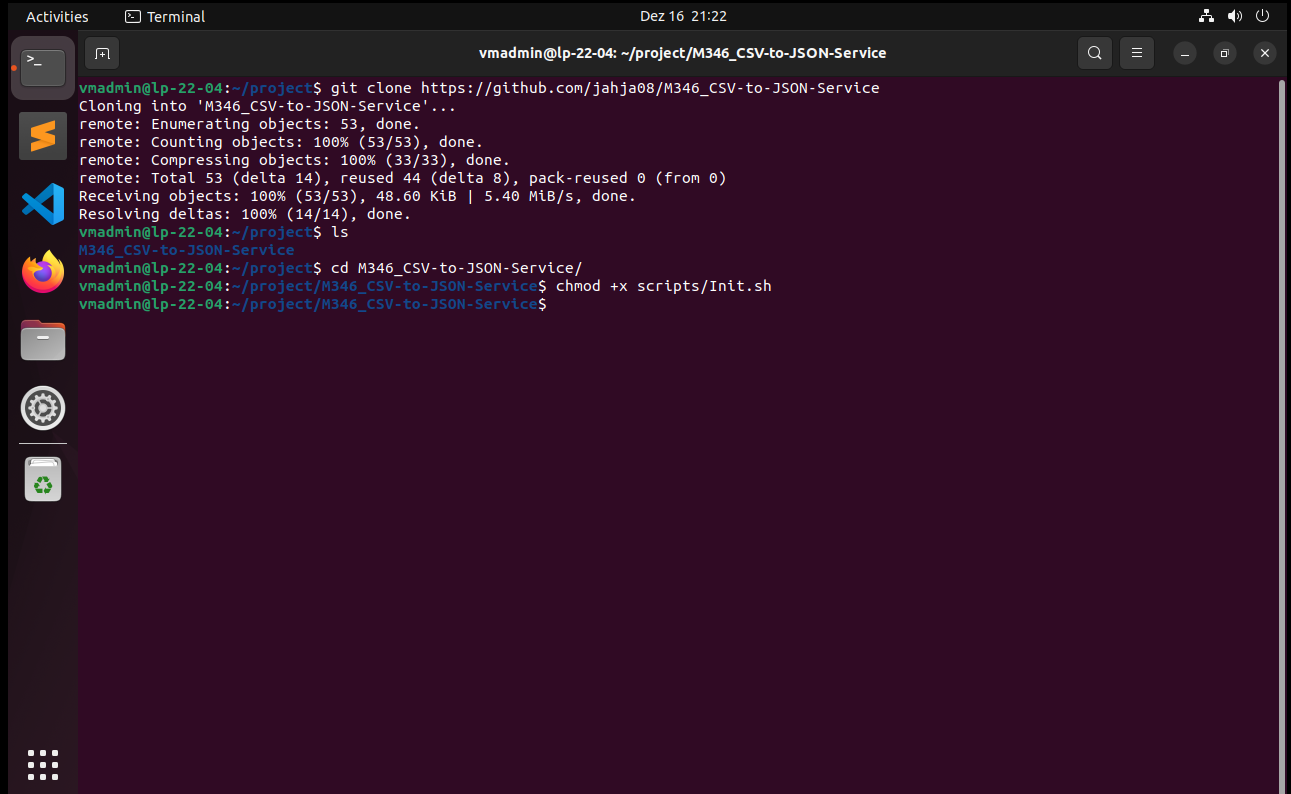 Activities
Terminal
Dez 16 21:22
vmadmin@lp-22-04: ~/project/M346_CSV-to-JSON-Service
vmadmin@lp-22-04:~/project$ git clone https://github.com/jahja08/M346_CSV-to-JSON-Service
Cloning into 'M346_CSV-to-JSON-Service'...
remote: Enumerating objects: 53, done.
remote: Counting objects: 100% (53/53), done.
remote: Compressing objects: 100% (33/33), done.
remote: Total 53 (delta 14), reused 44 (delta 8), pack-reused 0 (from 0)
Receiving objects: 100% (53/53), 48.60 KiB | 5.40 MiB/s, done.
Resolving deltas: 100% (14/14), done.
vmadmin@lp-22-04:~/project$ ls
M346_CSV-to-JSON-Service
vmadmin@lp-22-04:~/project$ cd M346_CSV-to-JSON-Service/
vmadmin@lp-22-04:~/project/M346_CSV-to-JSON-Service$ chmod +x scripts/Init.sh
vmadmin@lp-22-04:~/project/M346_CSV-to-JSON-Service$